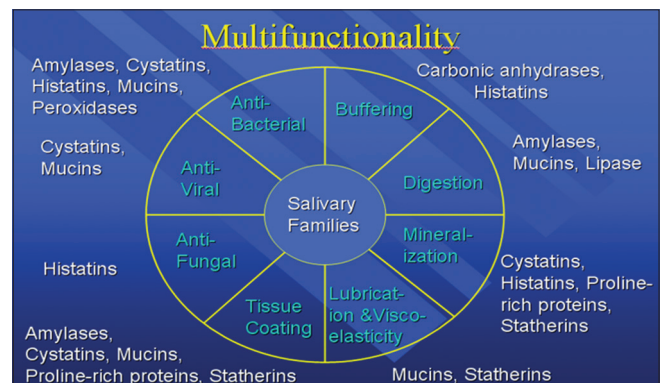 Multifunctionality
Amylases, Cystatins,
Histatins, Mucins,
Peroxidases
Carbonic anhydrases,
Histatins
Anti-
Bacterial
Buffering
Cystatins,
Mucins
Amylases,
Mucins, Lipase
Anti-
Viral
Digestion
Salivary
Families
Anti-
Fungal
Mineral-
ization
Histatins
Cystatins,
Histatins, Proline-
rich proteins,
Statherins
Tissue
Coating
Lubricat-
ion &Visco-
elasticity
Amylases,
Cystatins, Mucins,
Proline-rich proteins, Statherins
Mucins, Statherins